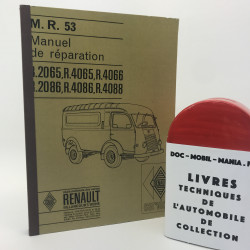 M. R. 53
Manuel
de réparation
R.2065, R.4065, R.4066
R.2086, R.4086, R.4088
RENAULT
DOC-MOBIL-MANIA.F
LIVRES
TECHNIQUES
DE
L'AUTOMOBILE
DE
COLLECTION